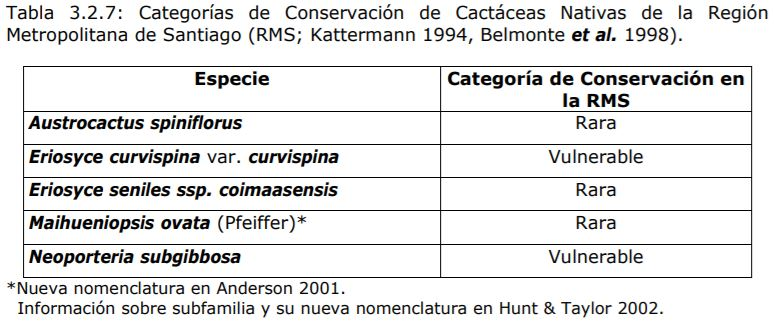 Tabla 3.2.7: Categorías de Conservación de Cactáceas Nativas de la Región
Metropolitana de Santiago (RMS; Kattermann 1994, Belmonte et al. 1998).
Especie
Categoría de Conservación en
la RMS
Austrocactus spiniflorus
Rara
Eriosyce curvispina var. curvispina
Vulnerable
Eriosyce seniles ssp. coimaasensis
Rara
Maihueniopsis ovata (Pfeiffer)*
Rara
Neoporteria subgibbosa
Vulnerable
*Nueva nomenclatura en Anderson 2001.
Información sobre subfamilia y su nueva nomenclatura en Hunt & Taylor 2002.